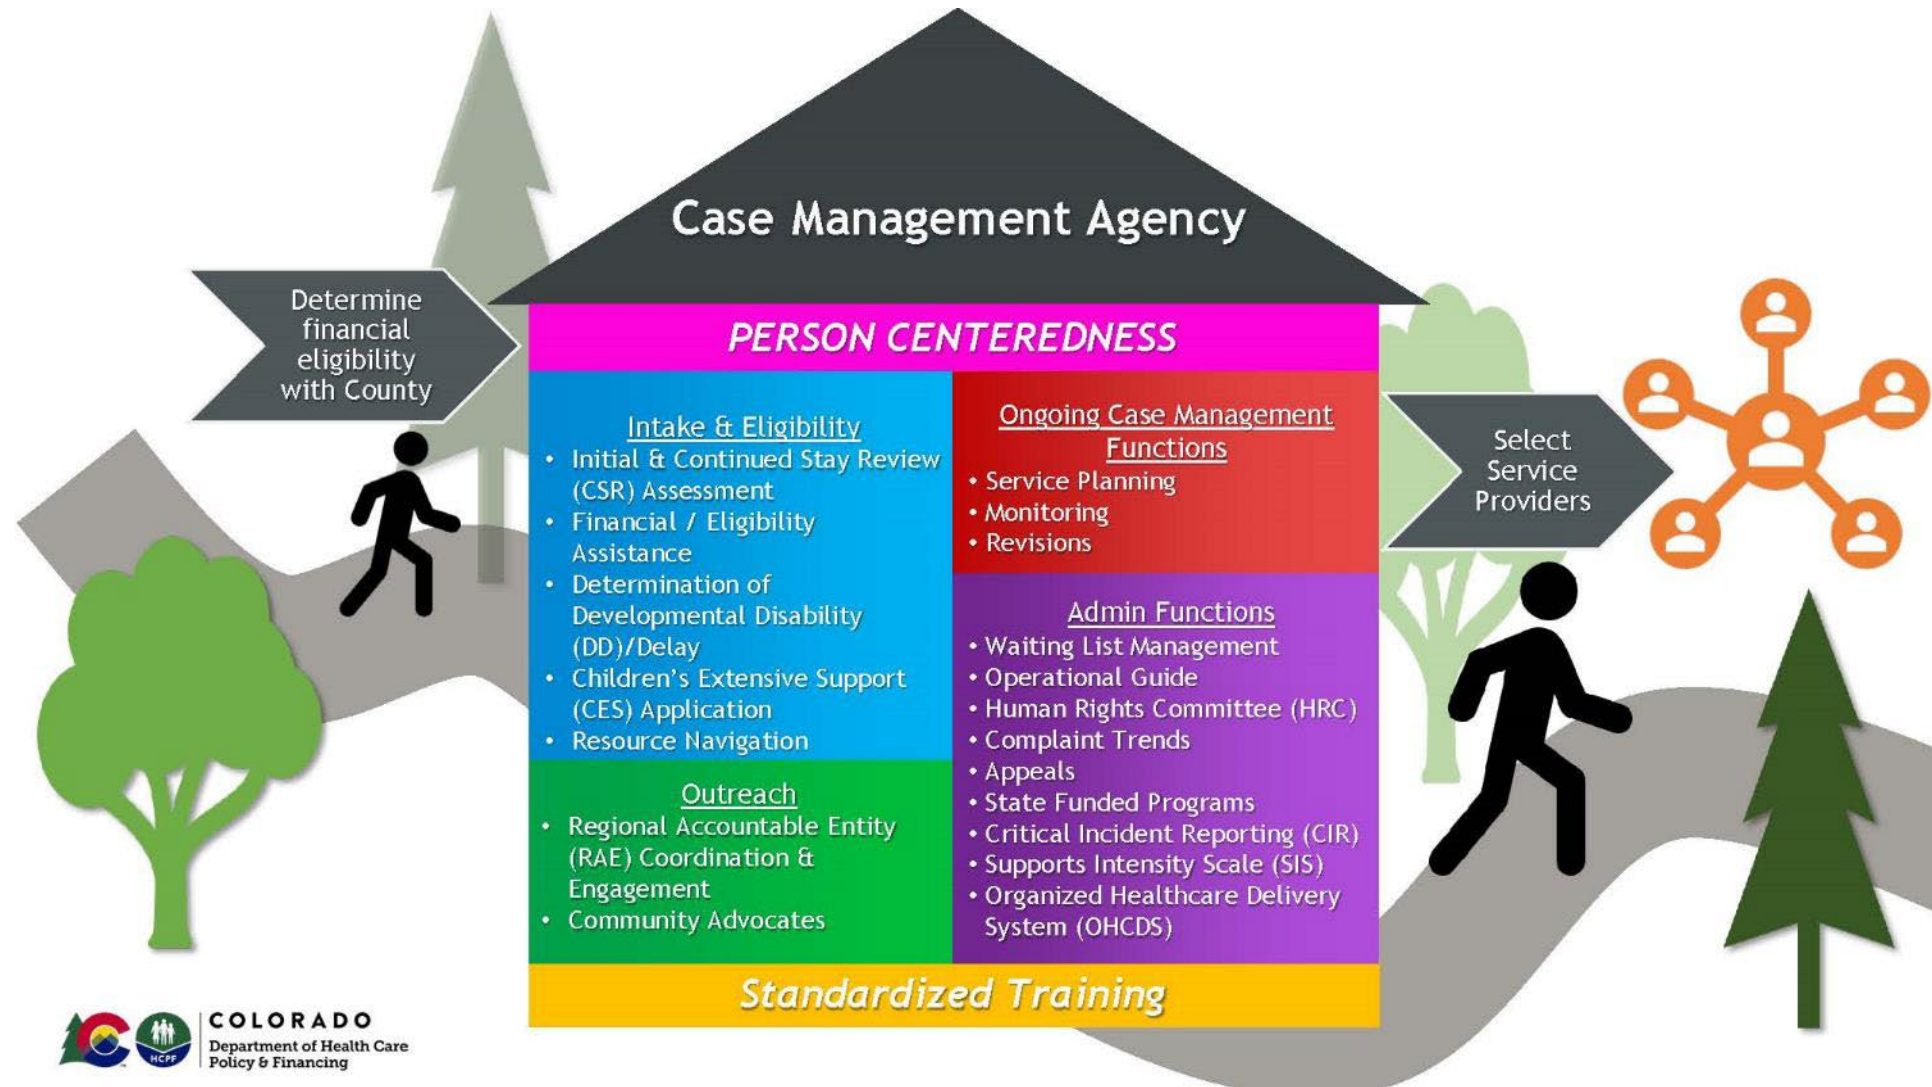 Case Management Agency
Determine
financial
eligibility
with County
PERSON CENTEREDNESS
Intake & Eligibility
• Initial & Continued Stay Review
(CSR) Assessment
• Financial / Eligibility
Assistance
• Determination of
Developmental Disability
(DD)/Delay
• Children's Extensive Support
(CES) Application
• Resource Navigation
Outreach
• Regional Accountable Entity
(RAE) Coordination &
Engagement
• Community Advocates
Ongoing Case Management
Functions
• Service Planning
• Monitoring
• Revisions
Admin Functions
• Waiting List Management
• Operational Guide
• Human Rights Committee (HRC)
• Complaint Trends
• Appeals
• State Funded Programs
• Critical Incident Reporting (CIR)
• Supports Intensity Scale (SIS)
• Organized Healthcare Delivery
System (OHCDS)
Standardized Training
Select
Service
Providers
HCPF
COLORADO
Department of Health Care
Policy & Financing